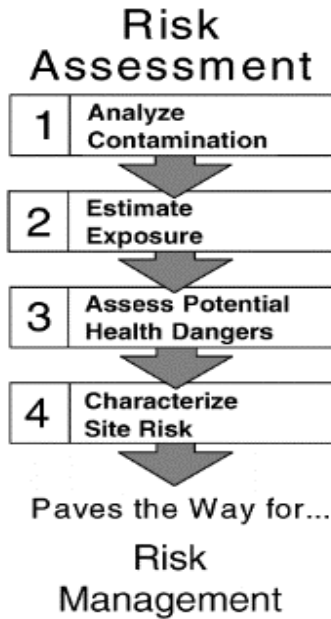 Risk
Assessment
1 Analyze
Contamination
2 Estimate
Exposure
3 Assess Potential
Health Dangers
4 Characterize
Site Risk
Paves the Way for...
Risk
Management